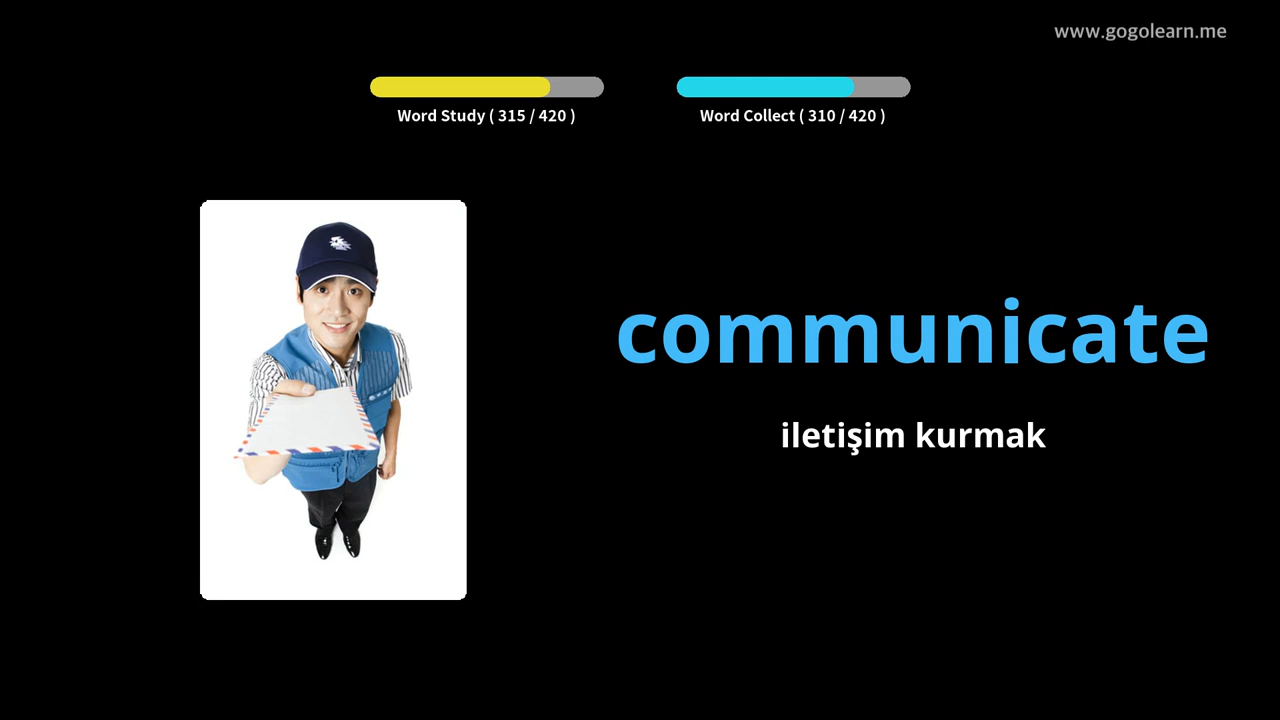 www.gogolearn.me
Word Study ( 315 / 420 )
Word Collect ( 310 / 420 )
communicate
iletişim kurmak